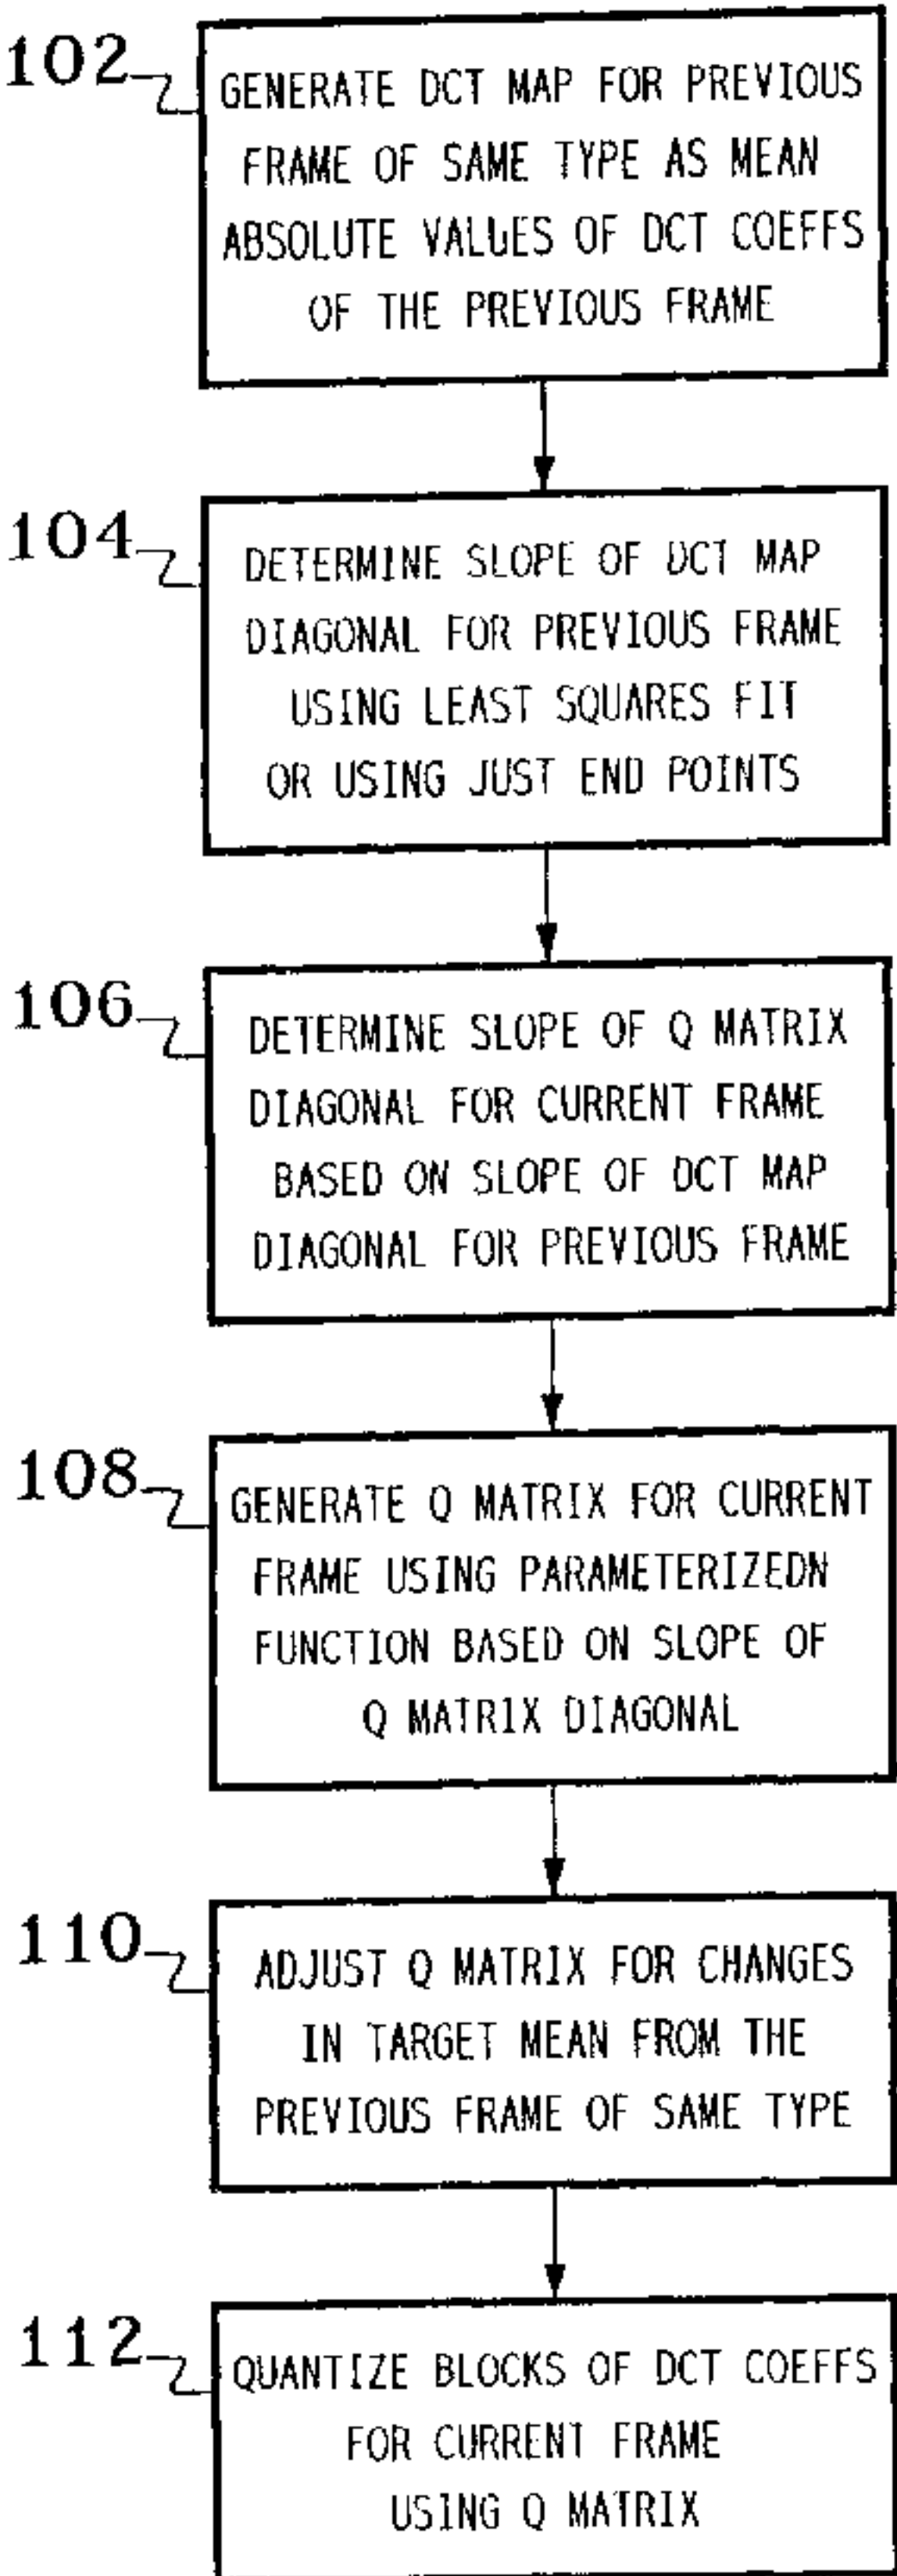 102
GENERATE DCT MAP FOR PREVIOUS
FRAME OF SAME TYPE AS MEAN
ABSOLUTE VALUES OF DCT COEFFS
OF THE PREVIOUS FRAME
104
DETERMINE SLOPE OF DCT MAP
DIAGONAL FOR PREVIOUS FRAME
USING LEAST SQUARES FIT
OR USING JUST END POINTS
106
DETERMINE SLOPE OF Q MATRIX
DIAGONAL FOR CURRENT FRAME
BASED ON SLOPE OF DCT MAP
DIAGONAL FOR PREVIOUS FRAME
108
GENERATE Q MATRIX FOR CURRENT
FRAME USING PARAMETERIZEDN
FUNCTION BASED ON SLOPE OF
Q MATRIX DIAGONAL
110
ADJUST Q MATRIX FOR CHANGES
IN TARGET MEAN FROM THE
PREVIOUS FRAME OF SAME TYPE
112
QUANTIZE BLOCKS OF DCT COEFFS
FOR CURRENT FRAME
USING Q MATRIX